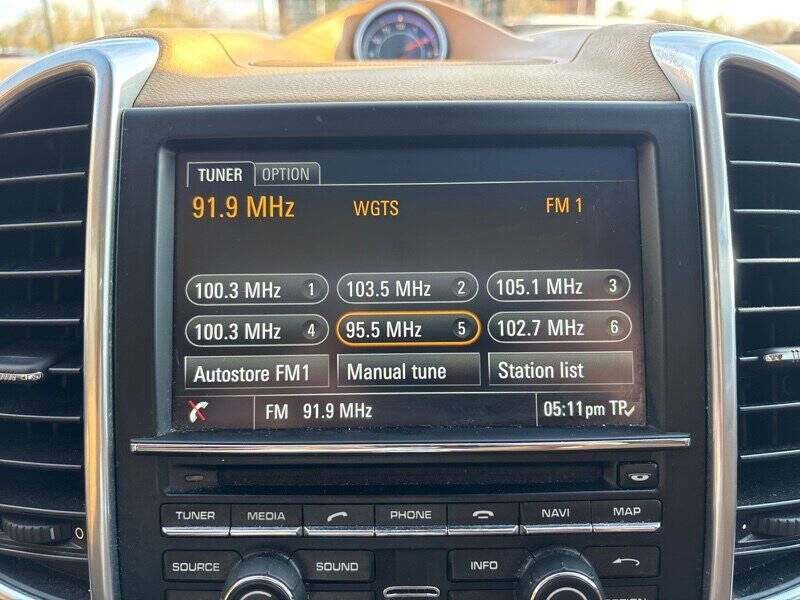 TUNER OPTION
91.9 MHz WGTS FM 1
100.3 MHz 1 103.5 MHz 2 105.1 MHz 3
100.3 MHz 4 95.5 MHz 5 102.7 MHz 6
Autostore FM1 Manual tune Station list
FM 91.9 MHz 05:11pm TP
TUNER MEDIA PHONE NAVI MAP
SOURCE SOUND INFO
OPTION